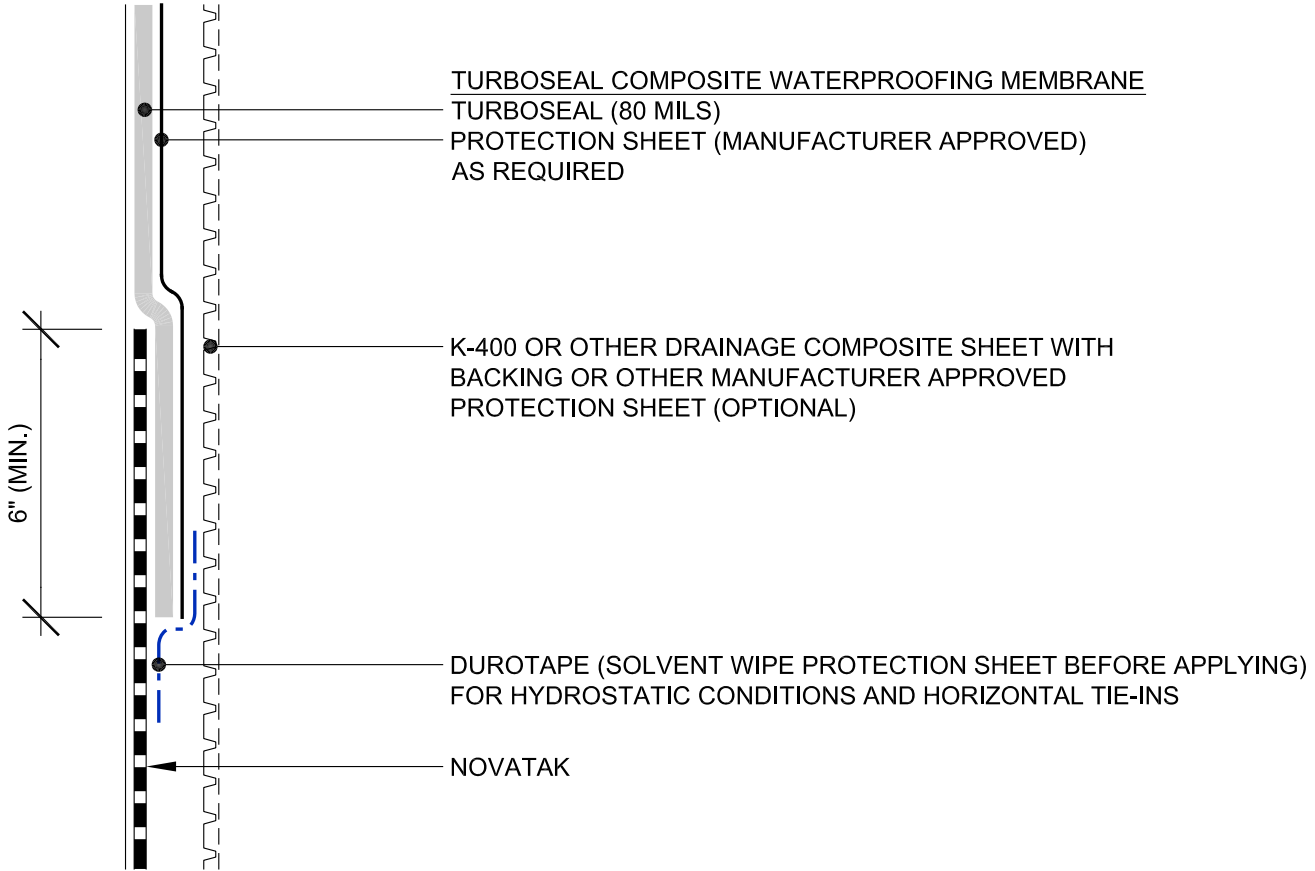 TURBOSEAL COMPOSITE WATERPROOFING MEMBRANE
TURBOSEAL (80 MILS)
PROTECTION SHEET (MANUFACTURER APPROVED)
AS REQUIRED
K-400 OR OTHER DRAINAGE COMPOSITE SHEET WITH
BACKING OR OTHER MANUFACTURER APPROVED
PROTECTION SHEET (OPTIONAL)
6" (MIN.)
DUROTAPE (SOLVENT WIPE PROTECTION SHEET BEFORE APPLYING)
FOR HYDROSTATIC CONDITIONS AND HORIZONTAL TIE-INS
NOVATAK